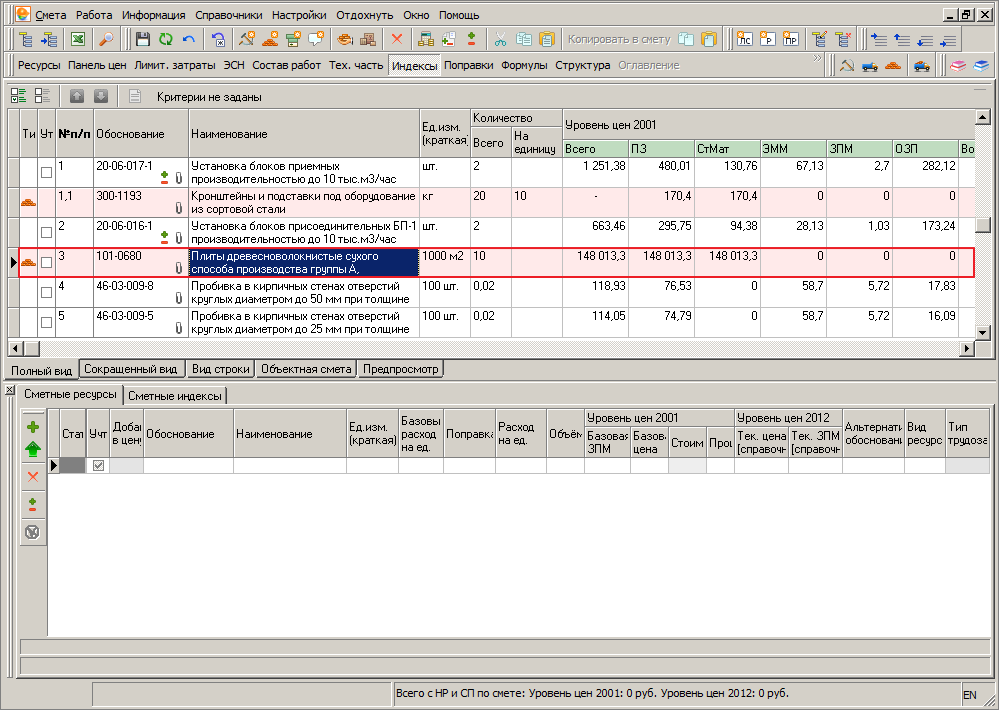 Смета Работа Информация Справочники Настройки Отдохнуть Окно Помощь
Копировать в смету ЛС Р ПР
Ресурсы Панель цен Лимит. затраты ЭСН Состав работ Тех. часть Индексы Поправки Формулы Структура Оглавление
Критерии не заданы
Ти Ут №п/п Обоснование Наименование Ед.изм. (краткая) Количество Уровень цен 2001
Всего На единицу Всего ПЗ СтМат ЭММ ЗПМ ОЗП Во
1 20-06-017-1 Установка блоков приемных шт. 2 1 251,38 480,01 130,76 67,13 2,7 282,12
производительностью до 10 тыс.м3/час
1,1 300-1193 Кронштейны и подставки под оборудование кг 20 10 - 170,4 170,4 0 0 0
из сортовой стали
2 20-06-016-1 Установка блоков присоединительных БП-1 шт. 2 663,46 295,75 94,38 28,13 1,03 173,24
производительностью до 10 тыс.м3/час
3 101-0680 Плиты древесноволокнистые сухого 1000 м2 10 148 013,3 148 013,3 148 013,3 0 0 0
способа производства группы А,
4 46-03-009-8 Пробивка в кирпичных стенах отверстий 100 шт. 0,02 118,93 76,53 58,7 5,72 17,83
круглых диаметром до 50 мм при толщине
5 46-03-009-5 Пробивка в кирпичных стенах отверстий 100 шт. 0,02 114,05 74,79 58,7 5,72 16,09
круглых диаметром до 25 мм при толщине
Полный вид Сокращенный вид Вид строки Объектная смета Предпросмотр
Сметные ресурсы Сметные индексы
Стат Учт Добав в цену Обоснование Наименование Ед.изм. (краткая) Базовы расход на ед. Поправка Расход на ед. Объём Уровень цен 2001 Уровень цен 2012 Альтернати обоснование Вид ресурс Тип трудоза
Базовая ЗПМ Базова цена Стоим Проц Тек. цена [справочн Тек. ЗПМ [справочн
Всего с НР и СП по смете: Уровень цен 2001: 0 руб. Уровень цен 2012: 0 руб. EN